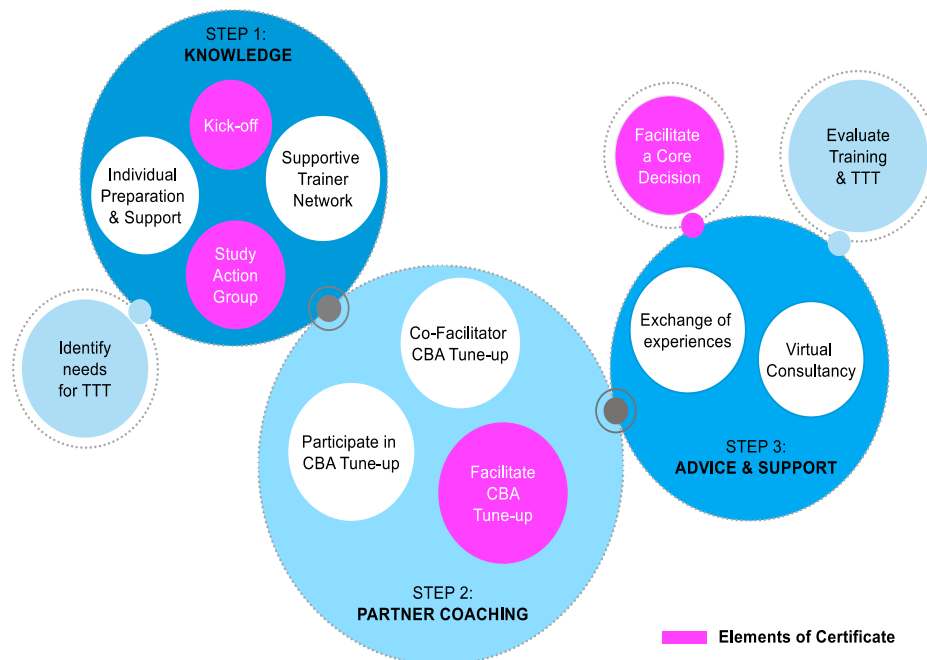 STEP 1:
KNOWLEDGE
Kick-off
Individual
Preparation
& Support
Supportive
Trainer
Network
Study
Action
Group
Identify
needs
for TTT
Co-Facilitator
CBA Tune-up
Participate in
CBA Tune-up
Facilitate
CBA
Tune-up
STEP 2:
PARTNER COACHING
Facilitate
a Core
Decision
Evaluate
Training
& TTT
Exchange of
experiences
Virtual
Consultancy
STEP 3:
ADVICE & SUPPORT
Elements of Certificate